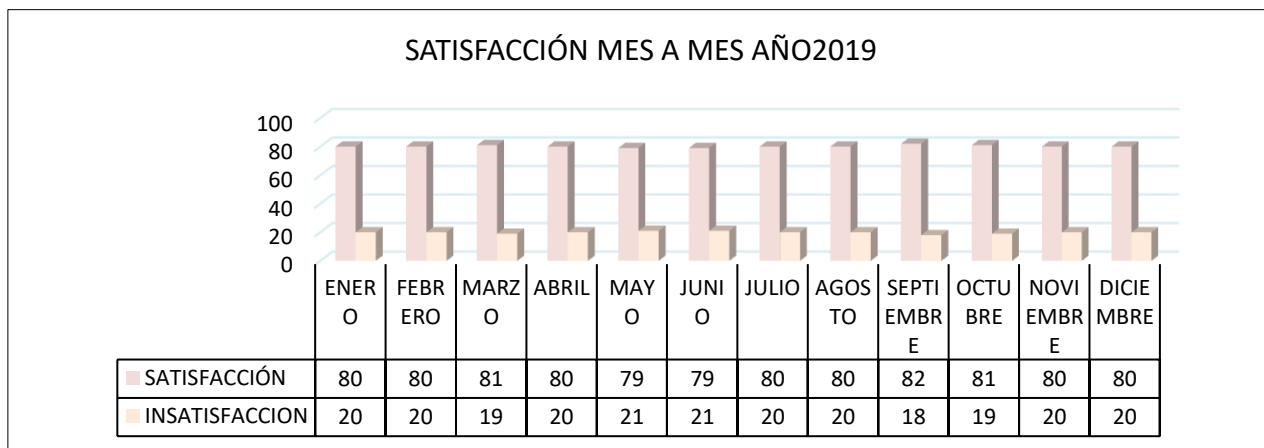 SATISFACCIÓN MES A MES AÑO2019
100
80
60
40
20
0
ENER
O
FEBR
ERO
MARZ
O
ABRIL
MAY
O
JUNI
O
JULIO
AGOS
TO
SEPTI
EMBR
E
OCTU
BRE
NOVI
EMBR
E
DICIE
MBRE
SATISFACCIÓN 80 80 81 80 79 79 80 80 82 81 80 80
INSATISFACCION 20 20 19 20 21 21 20 20 18 19 20 20